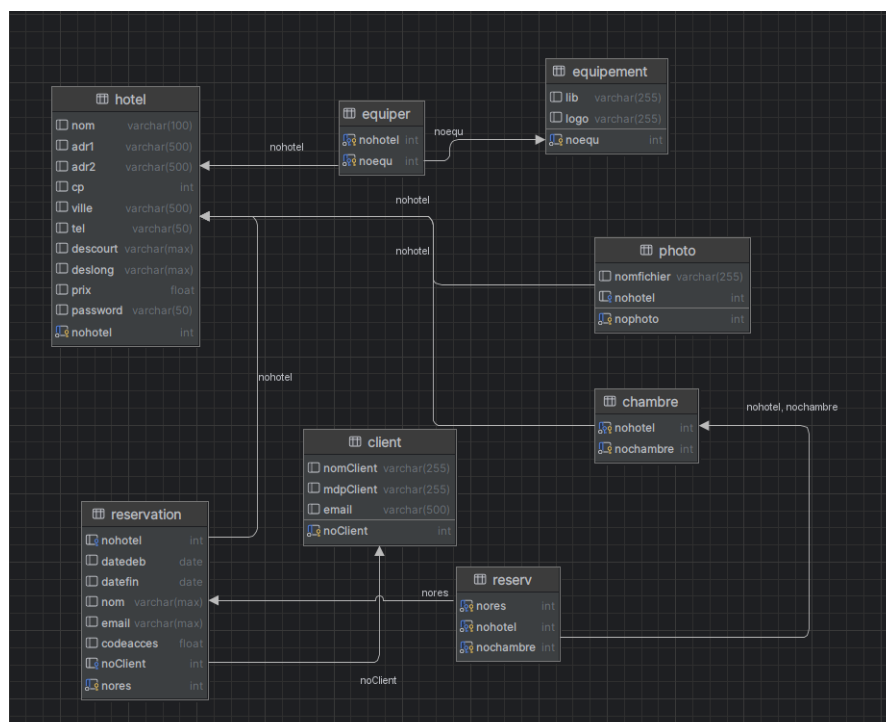 hotel
nom varchar(100)
adr1 varchar(500)
adr2 varchar(500)
cp int
ville varchar(500)
tel varchar(50)
descourt varchar(max)
deslong varchar(max)
prix float
password varchar(50)
nohotel int
nohotel
equiper
nohotel int
noequ int
noequ
equipement
lib varchar(255)
logo varchar(255)
noequ int
nohotel
nohotel
photo
nomfichier varchar(255)
nohotel int
nophoto int
nohotel
chambre
nohotel int
nochambre int
nohotel, nochambre
client
nomClient varchar(255)
mdpClient varchar(255)
email varchar(500)
noClient int
reservation
nohotel int
datedeb date
datefin date
nom varchar(max)
email varchar(max)
codeacces float
noClient int
nores int
nores
noClient
reserv
nores int
nohotel int
nochambre int